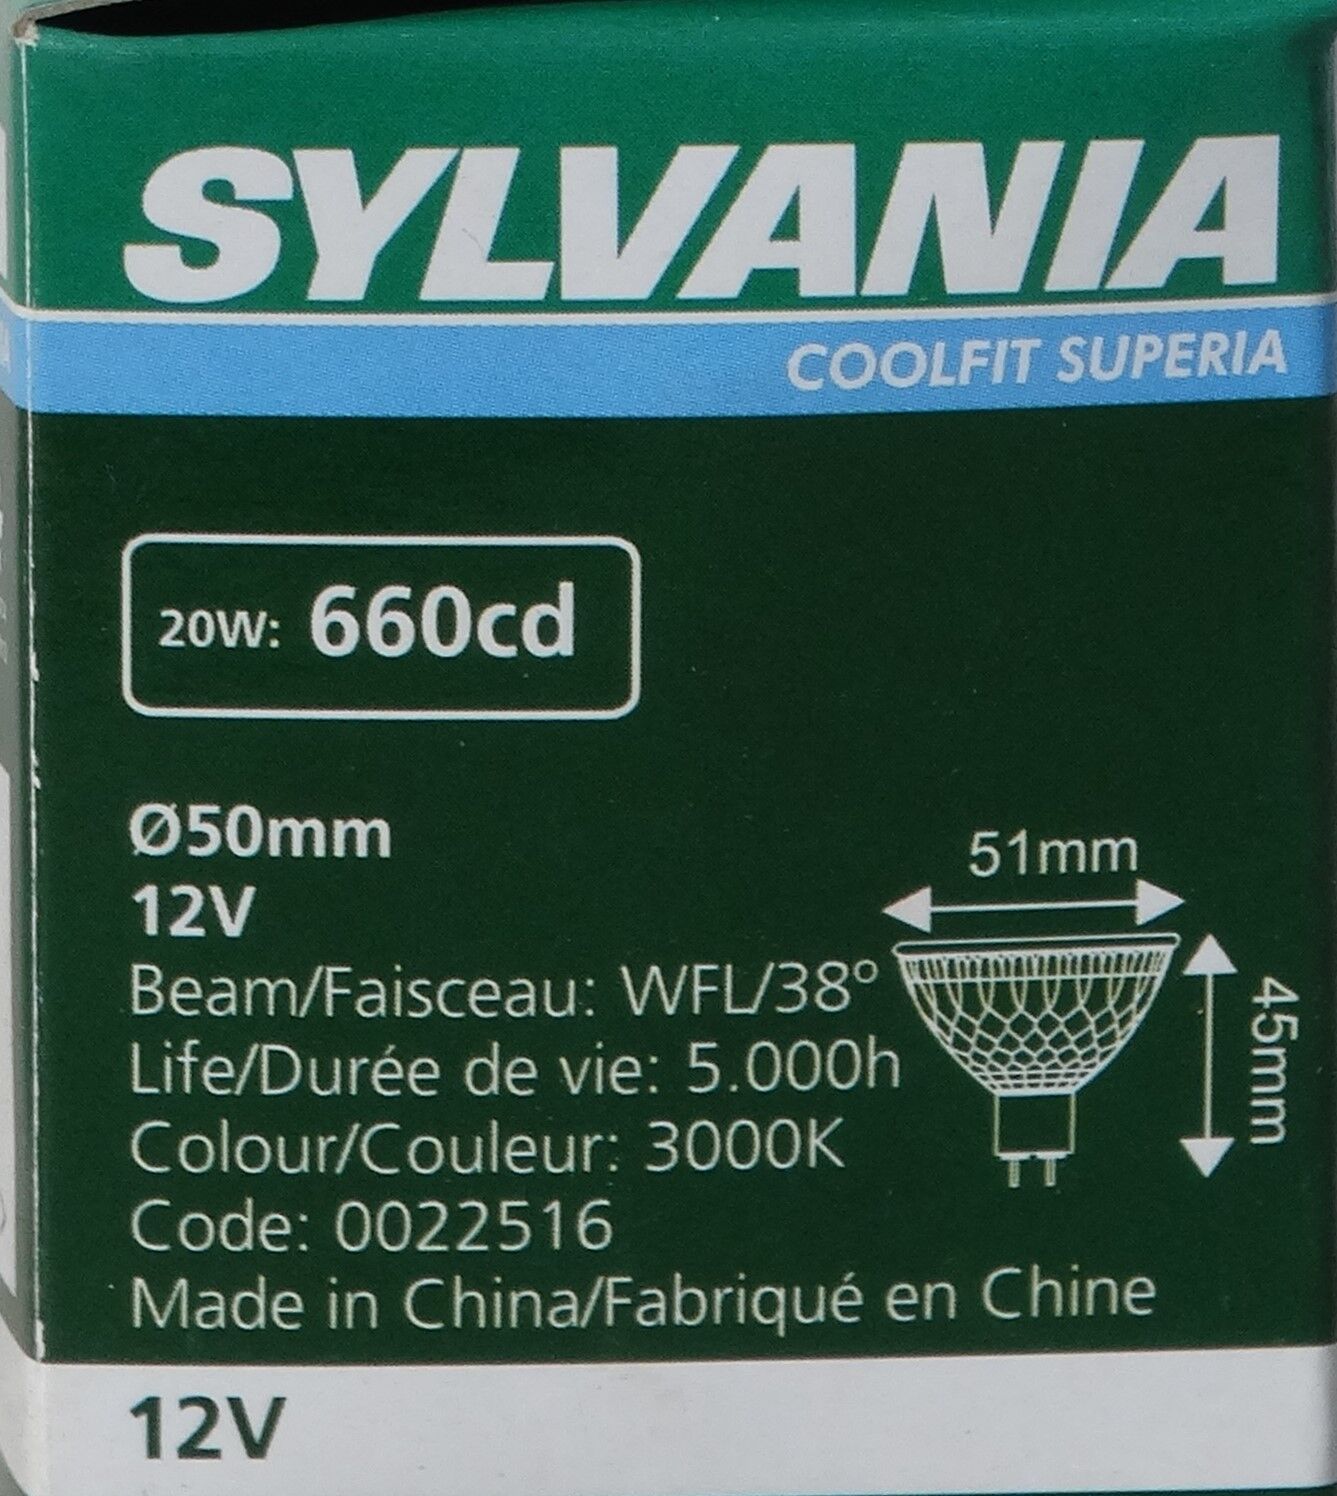 SYLVANIA
COOLFIT SUPERIA
20W: 660cd
Ø50mm
12V
Beam/Faisceau: WFL/38°
Life/Durée de vie: 5.000h
Colour/Couleur: 3000K
Code: 0022516
Made in China/Fabriqué en Chine
51mm
45mm
12V